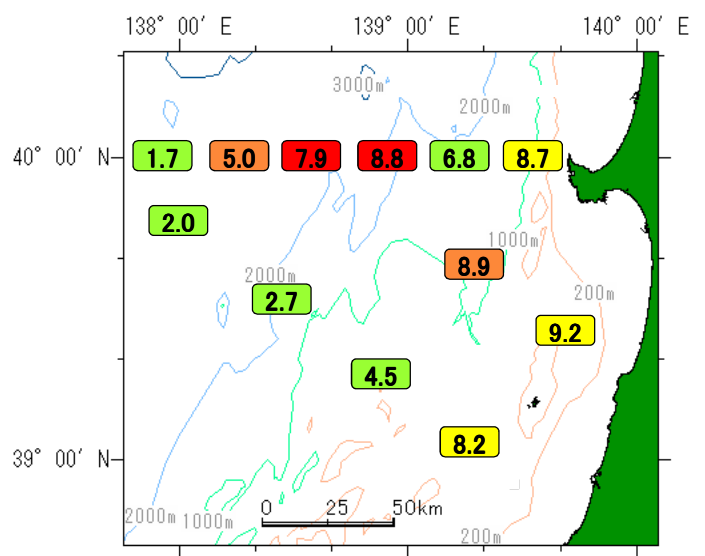 138° 00′ E 139° 00′ E 140° 00′ E
3000m
2000m
40° 00′ N
1.7 5.0 7.9 8.8 6.8 8.7
2.0
1000m
8.9
2000m
200m
2.7
9.2
4.5
8.2
39° 00′ N
0 25 50km
2000m
1000m
200m